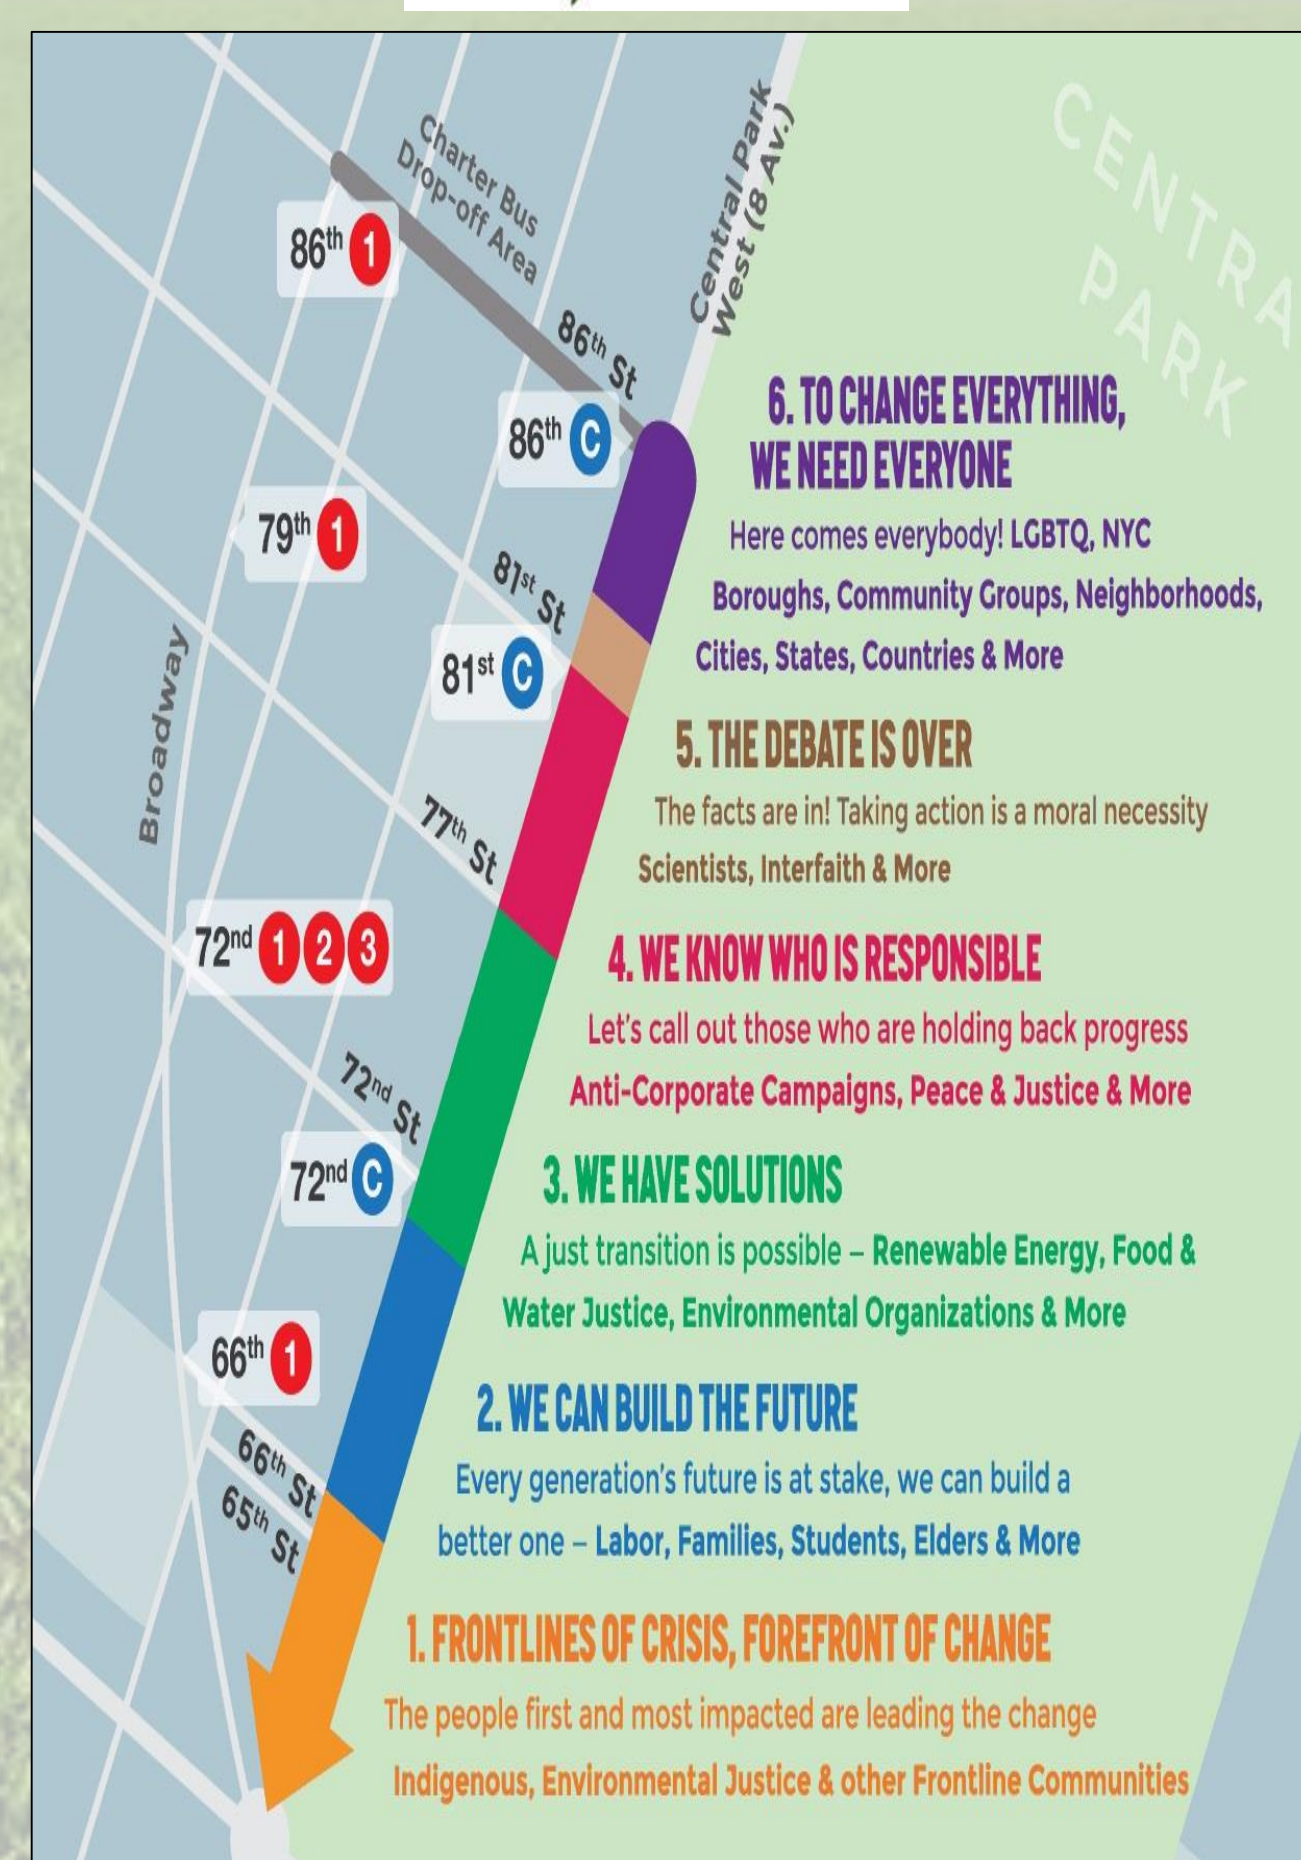 Charter Bus
Drop-off Area
Central Park
West (8 Av.)
CENTRA
PARK
86th 1
86th St
86th C
6. TO CHANGE EVERYTHING,
WE NEED EVERYONE
Here comes everybody! LGBTQ, NYC
Boroughs, Community Groups, Neighborhoods,
Cities, States, Countries & More
79th 1
81st St
81st C
Broadway
5. THE DEBATE IS OVER
The facts are in! Taking action is a moral necessity
Scientists, Interfaith & More
77th St
72nd 1 2 3
4. WE KNOW WHO IS RESPONSIBLE
Let's call out those who are holding back progress
Anti-Corporate Campaigns, Peace & Justice & More
72nd St
72nd C
3. WE HAVE SOLUTIONS
A just transition is possible – Renewable Energy, Food &
Water Justice, Environmental Organizations & More
66th 1
66th St
65th St
2. WE CAN BUILD THE FUTURE
Every generation's future is at stake, we can build a
better one – Labor, Families, Students, Elders & More
1. FRONTLINES OF CRISIS, FOREFRONT OF CHANGE
The people first and most impacted are leading the change
Indigenous, Environmental Justice & other Frontline Communities